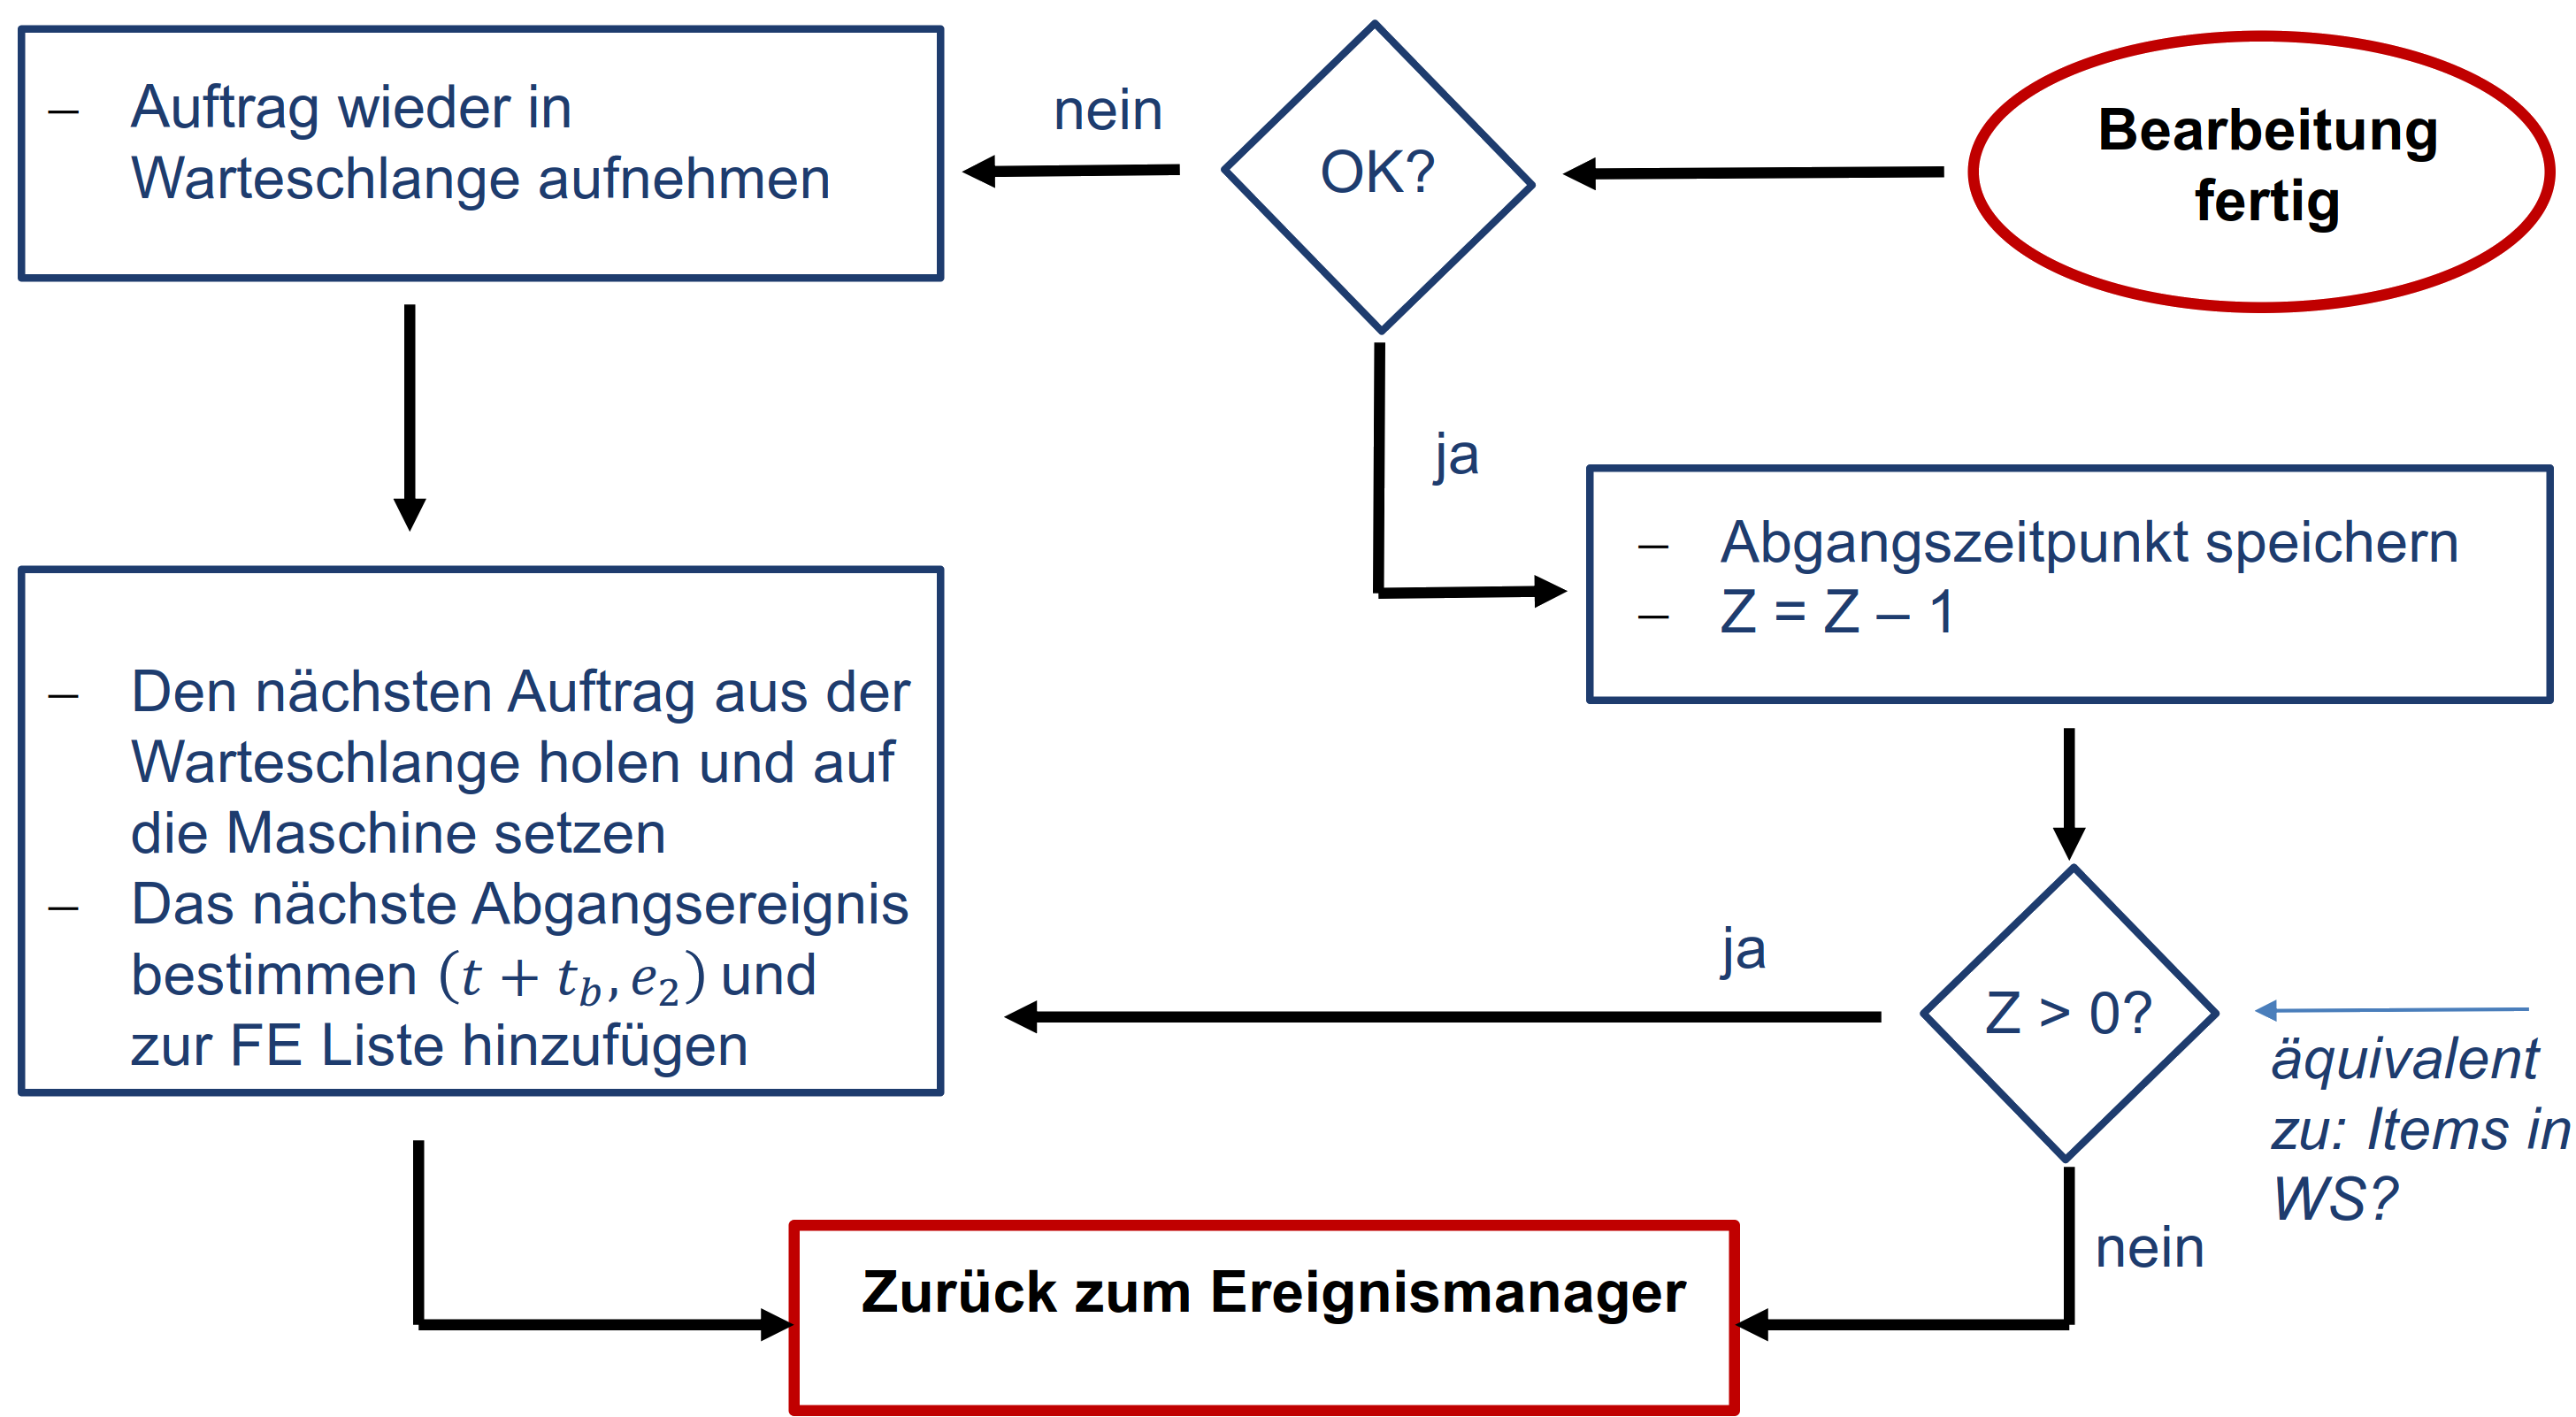 – Auftrag wieder in
Warteschlange aufnehmen
nein
OK?
Bearbeitung
fertig
ja
– Abgangszeitpunkt speichern
– Z = Z – 1
– Den nächsten Auftrag aus der
Warteschlange holen und auf
die Maschine setzen
– Das nächste Abgangsereignis
bestimmen (t + t_b, e_2) und
zur FE Liste hinzufügen
ja
Z > 0?
äquivalent
zu: Items in
WS?
nein
Zurück zum Ereignismanager